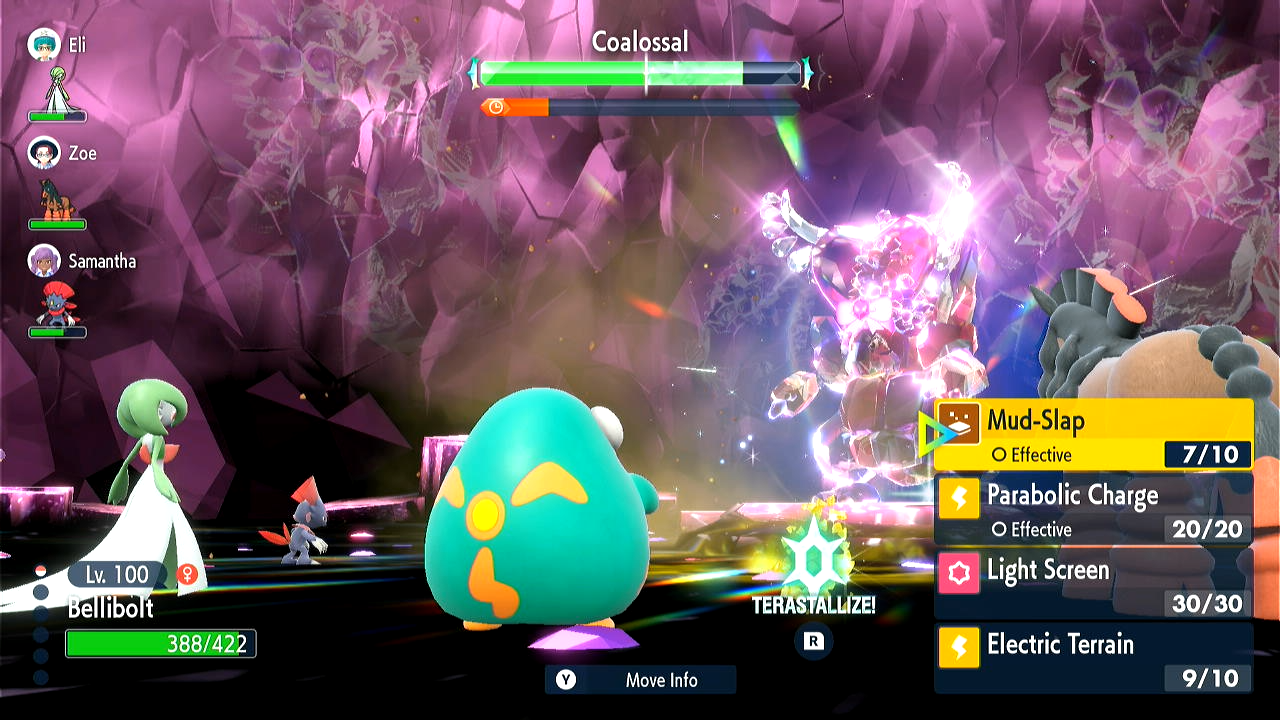 Eli
Coalossal
Zoe
Samantha
Mud-Slap
Effective
7/10
Parabolic Charge
Effective
20/20
Light Screen
30/30
Electric Terrain
9/10
Lv. 100
Bellibolt
388/422
TERASTALLIZE!
R
Y Move Info